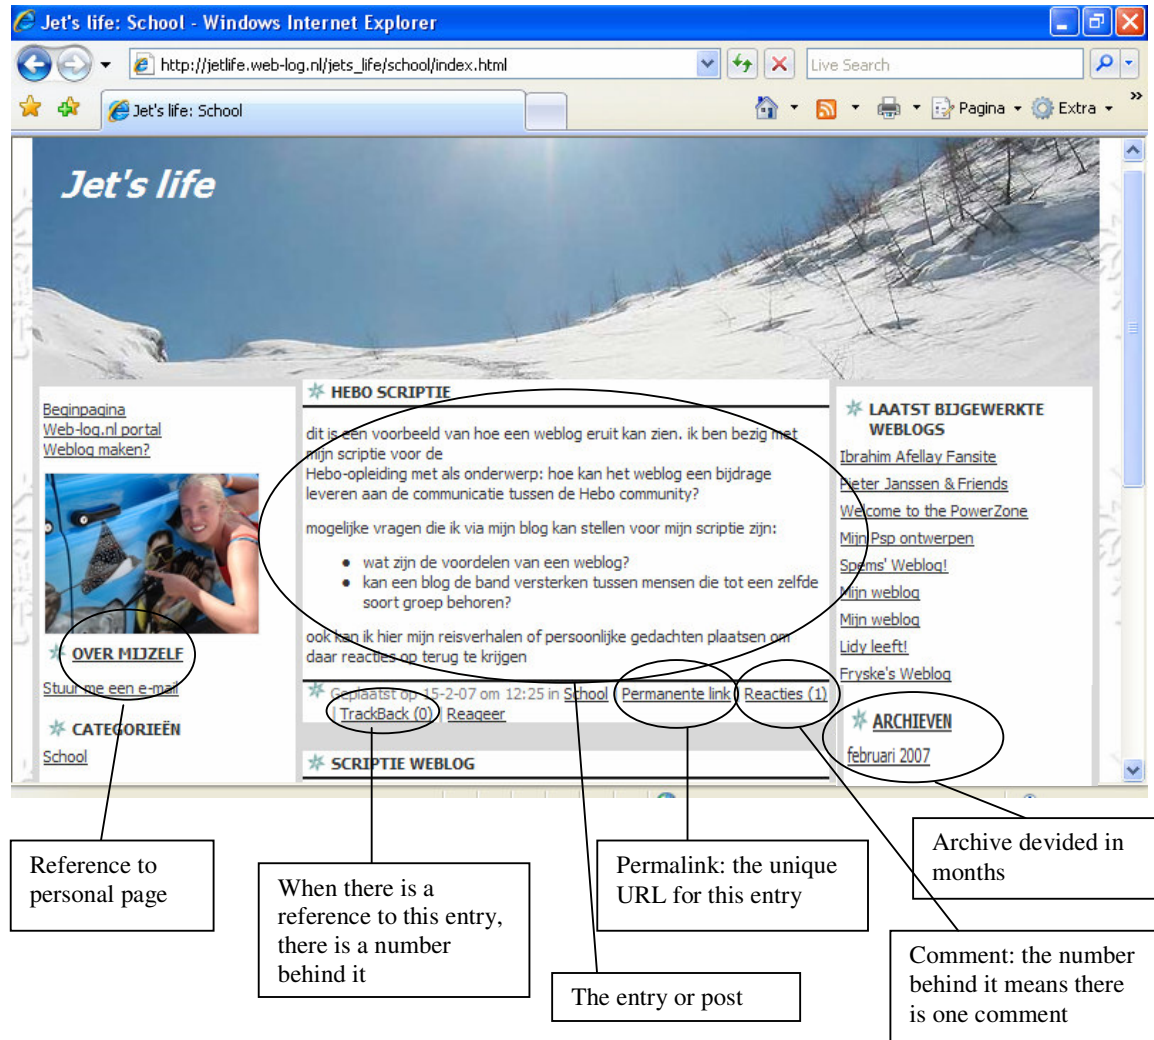 Jet's life: School - Windows Internet Explorer
http://jetlife.web-log.nl/jets_life/school/index.html
Live Search
Jet's life: School
Pagina
Extra
»
Jet's life
Beginpagina
Web-log.nl portal
Weblog maken?
OVER MIJZELF
Stuur me een e-mail
CATEGORIEËN
School
HEBO SCRIPTIE
dit is een voorbeeld van hoe een weblog eruit kan zien. ik ben bezig met
mijn scriptie voor de
Hebo-opleiding met als onderwerp: hoe kan het weblog een bijdrage
leveren aan de communicatie tussen de Hebo community?
mogelijke vragen die ik via mijn blog kan stellen voor mijn scriptie zijn:
• wat zijn de voordelen van een weblog?
• kan een blog de band versterken tussen mensen die tot een zelfde
soort groep behoren?
ook kan ik hier mijn reisverhalen of persoonlijke gedachten plaatsen om
daar reacties op terug te krijgen
Geplaatst op 15-2-07 om 12:25 in School | Permanente link | Reacties (1)
| TrackBack (0) | Reageer
SCRIPTIE WEBLOG
LAATST BIJGEWERKTE
WEBLOGS
Ibrahim Afellay Fansite
Pieter Janssen & Friends
Welcome to the PowerZone
Mijn Psp ontwerpen
Spems' Weblog!
Mijn weblog
Mijn weblog
Lidy leeft!
Fryske's Weblog
ARCHIEVEN
februari 2007
Reference to
personal page
When there is a
reference to this entry,
there is a number
behind it
The entry or post
Permalink: the unique
URL for this entry
Archive devided in
months
Comment: the number
behind it means there
is one comment